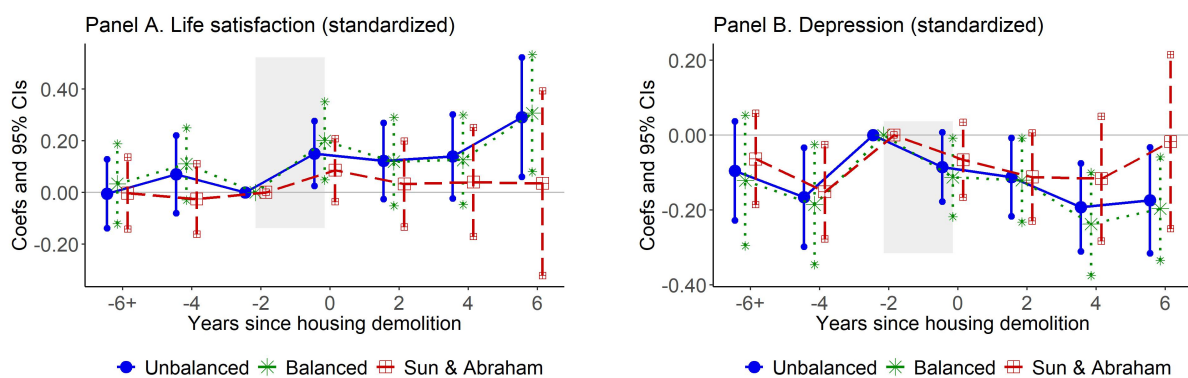 Panel A. Life satisfaction (standardized)
Coefs and 95% CIs
0.40
0.20
0.00
-0.20
-6+ -4 -2 0 2 4 6
Years since housing demolition
Unbalanced Balanced Sun & Abraham
Panel B. Depression (standardized)
Coefs and 95% CIs
0.20
0.00
-0.20
-0.40
-6+ -4 -2 0 2 4 6
Years since housing demolition
Unbalanced Balanced Sun & Abraham